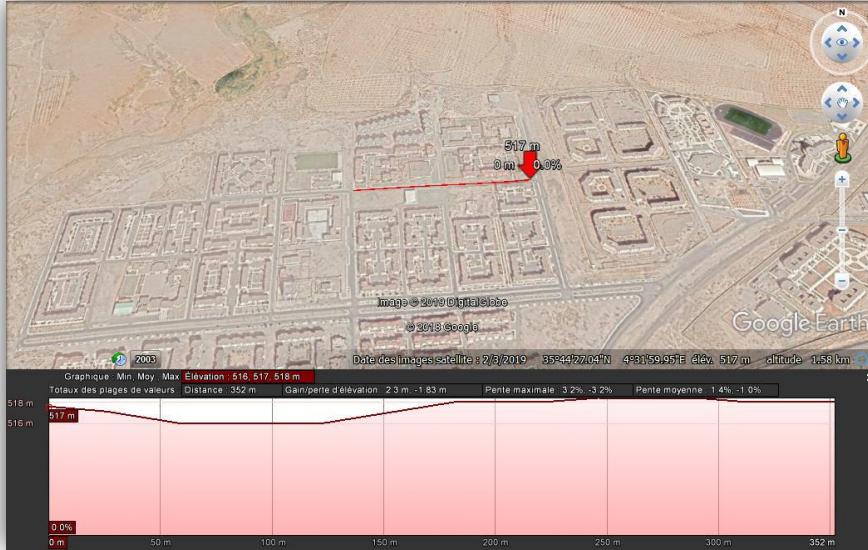 N
517 m
0 m 0.0%
Image © 2019 DigitalGlobe
© 2018 Google
Google Earth
2003
Date des images satellite : 2/3/2019 35°44'27.04"N 4°31'59.95"E élév. 517 m altitude 1.58 km
Graphique : Min, Moy., Max Élévation : 516, 517, 518 m
Totaux des plages de valeurs Distance : 352 m Gain/perte d'élévation : 2.3 m, -1.83 m Pente maximale : 3.2%, -3.2% Pente moyenne : 1.4%, -1.0%
518 m
517 m
516 m
0.0%
0 m 50 m 100 m 150 m 200 m 250 m 300 m 352 m